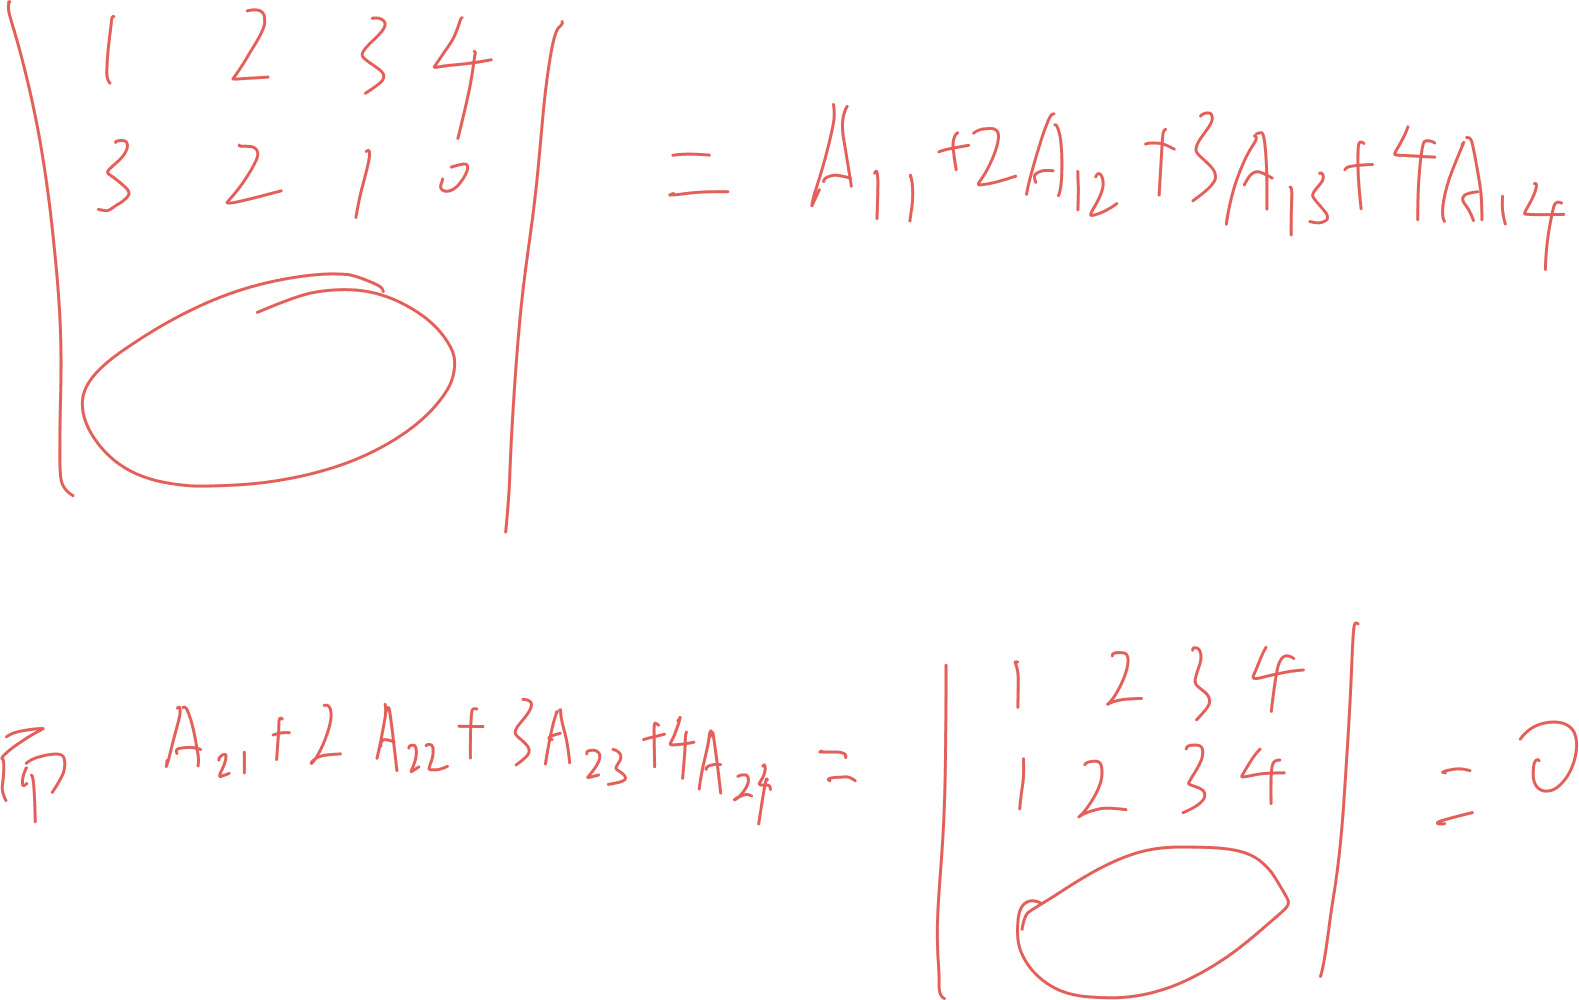 | 1 2 3 4 |
| 3 2 1 0 | = A₁₁+2A₁₂+3A₁₃+4A₁₄
而 A₂₁+2A₂₂+3A₂₃+4A₂₄ = | 1 2 3 4 |
| 1 2 3 4 | = 0